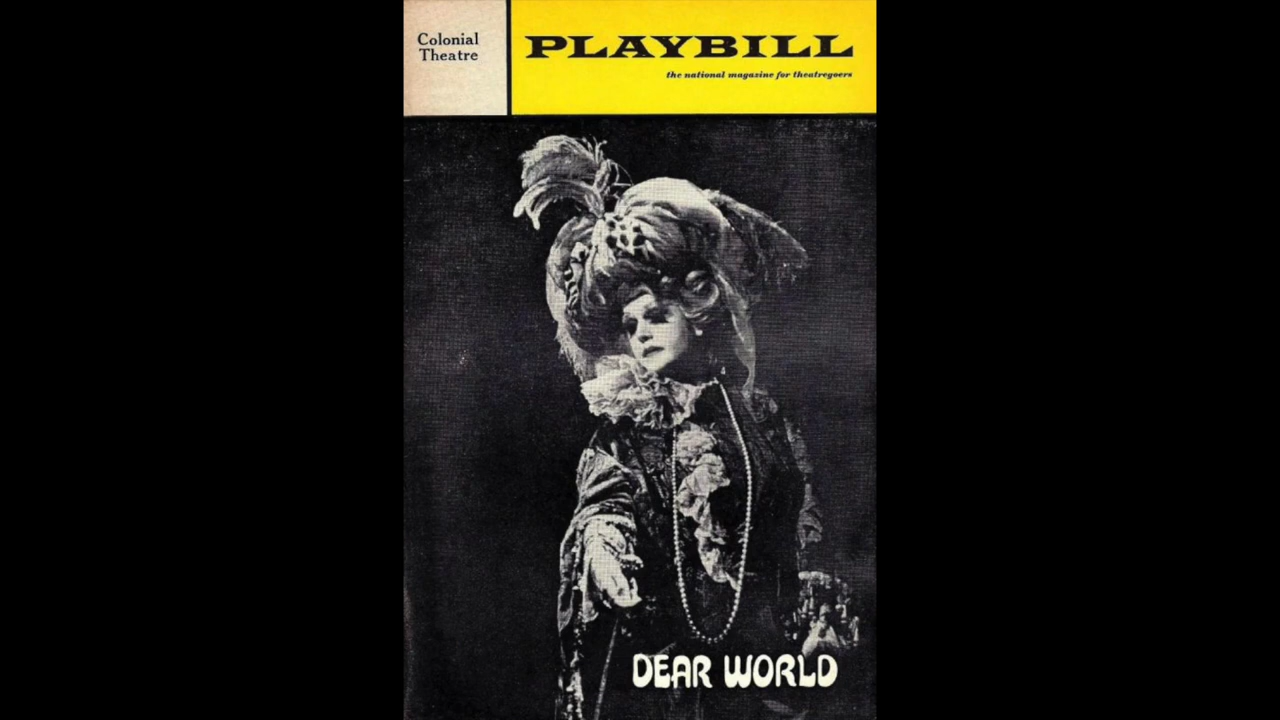 Colonial
Theatre
PLAYBILL
the national magazine for theatregoers
DEAR WORLD